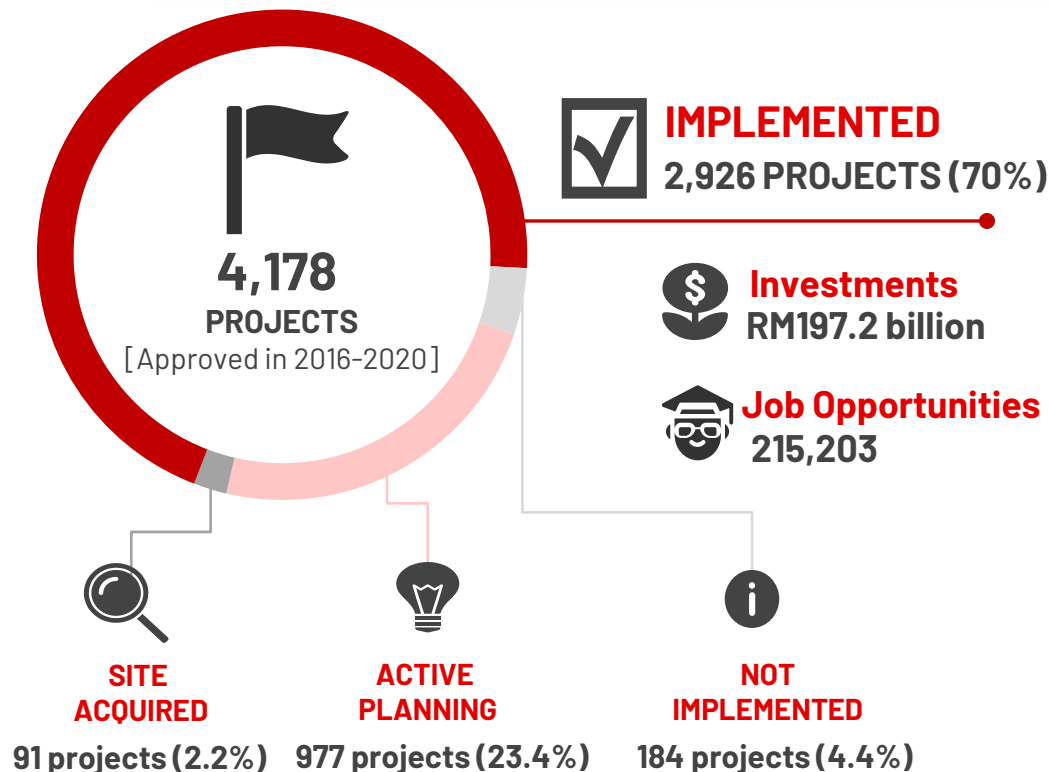 4,178
PROJECTS
[Approved in 2016-2020]
IMPLEMENTED
2,926 PROJECTS (70%)
$
Investments
RM197.2 billion
Job Opportunities
215,203
SITE
ACQUIRED
91 projects (2.2%)
ACTIVE
PLANNING
977 projects (23.4%)
i
NOT
IMPLEMENTED
184 projects (4.4%)